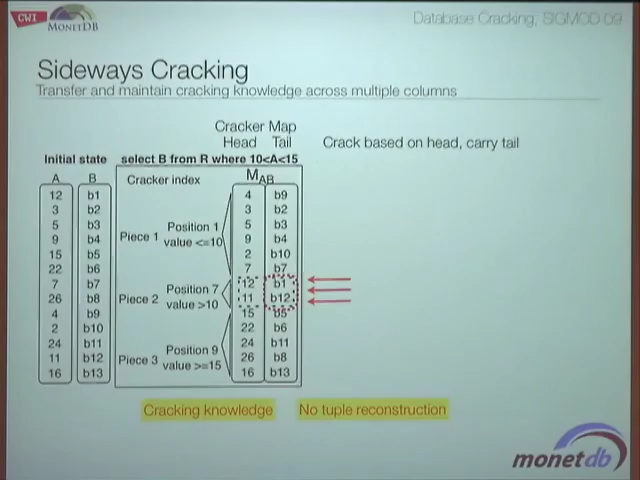 CWI
MONETDB
Database Cracking, SIGMOD 09
Sideways Cracking
Transfer and maintain cracking knowledge across multiple columns
Cracker Map
Head Tail
Crack based on head, carry tail
Initial state
select B from R where 10<A<15
A B
Cracker index
MAB
12 b1
3 b2
5 b3
9 b4
15 b5
22 b6
7 b7
26 b8
4 b9
2 b10
24 b11
11 b12
16 b13
Piece 1
Position 1
value <=10
Piece 2
Position 7
value >10
Piece 3
Position 9
value >=15
4 b9
3 b2
5 b3
9 b4
2 b10
7 b7
12 b1
11 b12
15 b5
22 b6
24 b11
26 b8
16 b13
Cracking knowledge
No tuple reconstruction
monetdb